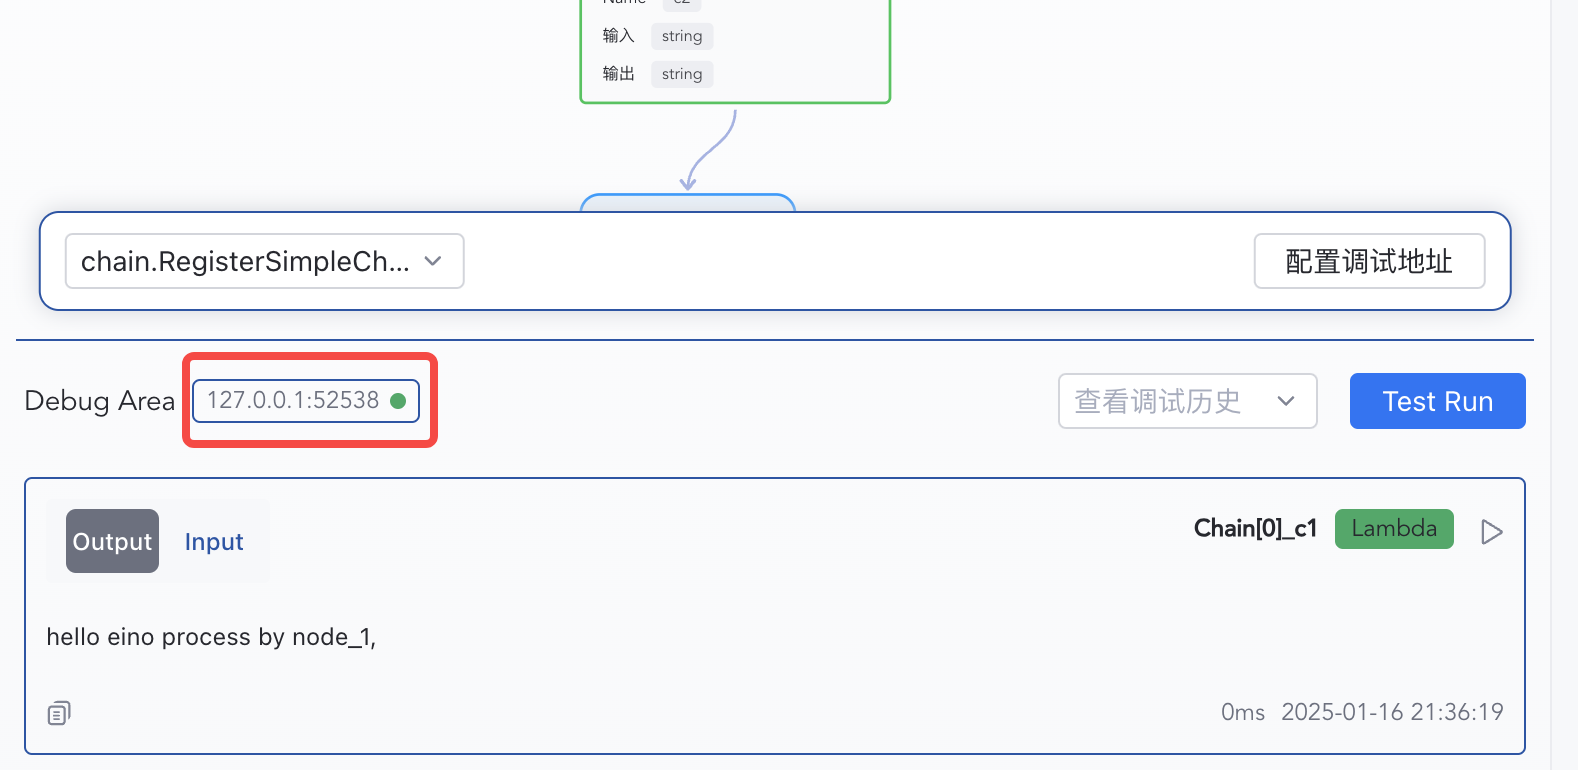 Name c2
输入 string
输出 string
chain.RegisterSimpleCh...
配置调试地址
Debug Area
127.0.0.1:52538
查看调试历史
Test Run
Output
Input
Chain[0]_c1
Lambda
hello eino process by node_1,
0ms 2025-01-16 21:36:19